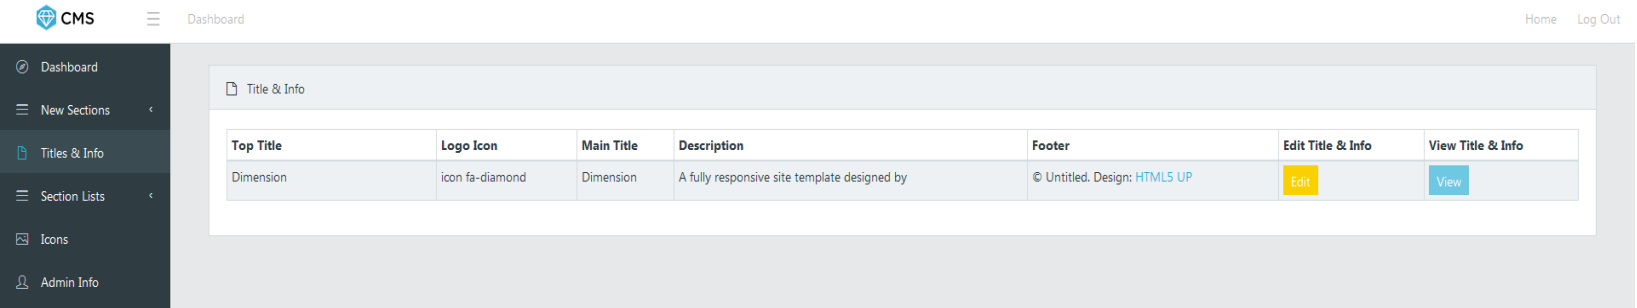 CMS Dashboard Home Log Out
Dashboard
New Sections
Titles & Info
Section Lists
Icons
Admin Info
Title & Info
Top Title Logo Icon Main Title Description Footer Edit Title & Info View Title & Info
Dimension icon fa-diamond Dimension A fully responsive site template designed by © Untitled. Design: HTML5 UP Edit View